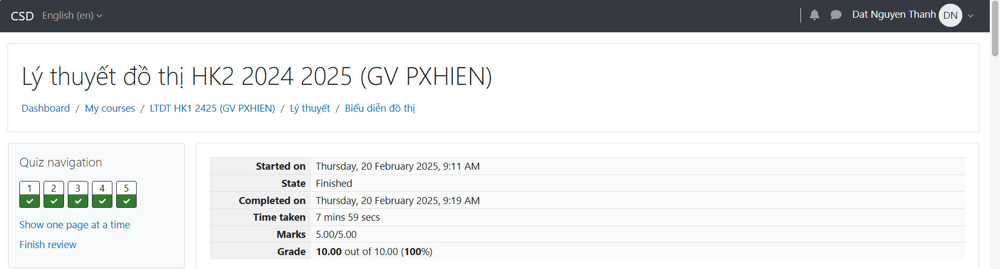 CSD English (en) Dat Nguyen Thanh DN
Lý thuyết đồ thị HK2 2024 2025 (GV PXHIEN)
Dashboard / My courses / LTDT HK1 2425 (GV PXHIEN) / Lý thuyết / Biểu diễn đồ thị
Quiz navigation
1 2 3 4 5
Show one page at a time
Finish review
Started on Thursday, 20 February 2025, 9:11 AM
State Finished
Completed on Thursday, 20 February 2025, 9:19 AM
Time taken 7 mins 59 secs
Marks 5.00/5.00
Grade 10.00 out of 10.00 (100%)